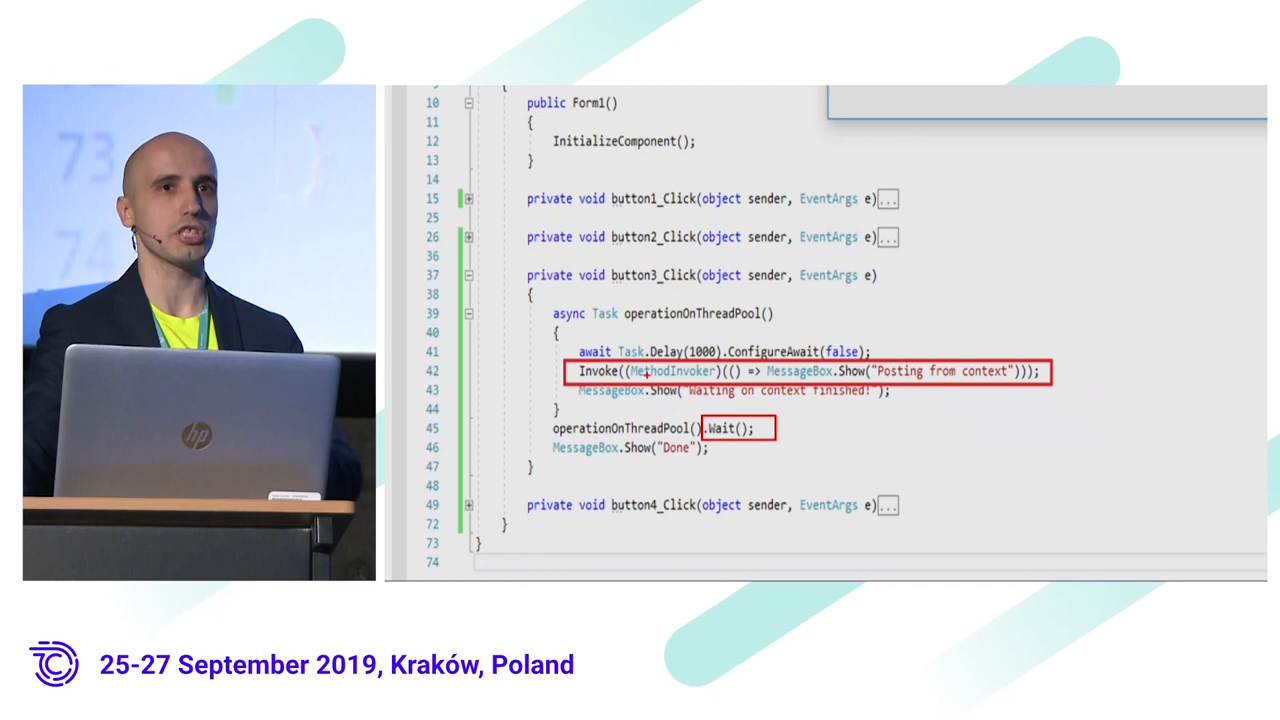 73
74
hp
9
{
10 public Form1()
11 {
12 InitializeComponent();
13 }
14
15 private void button1_Click(object sender, EventArgs e)...
25
26 private void button2_Click(object sender, EventArgs e)...
36
37 private void button3_Click(object sender, EventArgs e)
38 {
39 async Task operationOnThreadPool()
40 {
41 await Task.Delay(1000).ConfigureAwait(false);
42 Invoke((MethodInvoker)(() => MessageBox.Show("Posting from context")));
43 MessageBox.Show("Waiting on context finished!");
44 }
45 operationOnThreadPool().Wait();
46 MessageBox.Show("Done");
47 }
48
49 private void button4_Click(object sender, EventArgs e)...
72 }
73 }
74
25-27 September 2019, Kraków, Poland